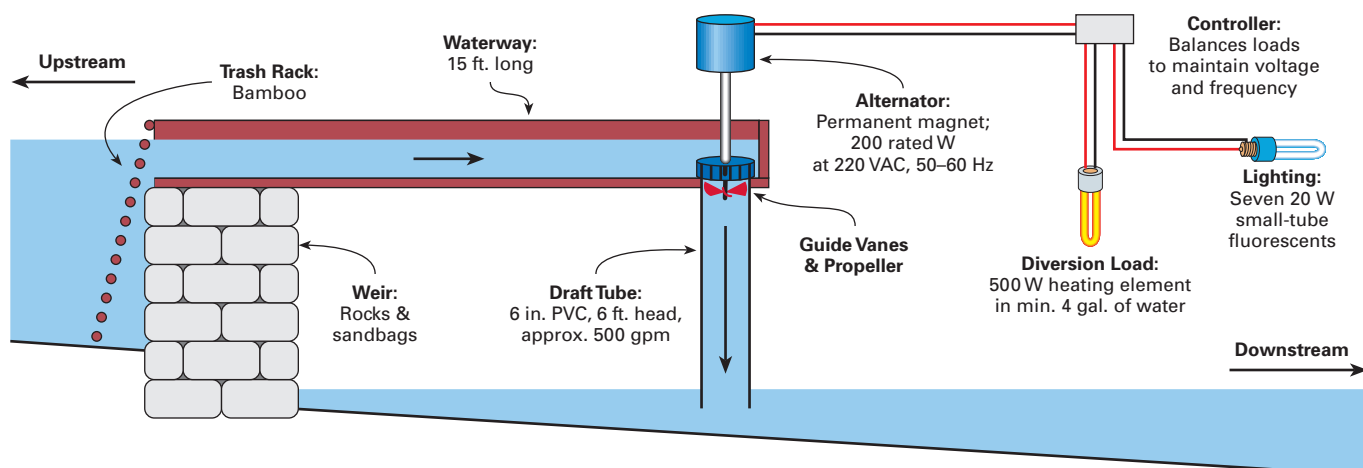 Upstream
Trash Rack:
Bamboo
Waterway:
15 ft. long
Alternator:
Permanent magnet;
200 rated W
at 220 VAC, 50–60 Hz
Controller:
Balances loads
to maintain voltage
and frequency
Lighting:
Seven 20 W
small-tube
fluorescents
Weir:
Rocks &
sandbags
Draft Tube:
6 in. PVC, 6 ft. head,
approx. 500 gpm
Guide Vanes
& Propeller
Diversion Load:
500 W heating element
in min. 4 gal. of water
Downstream